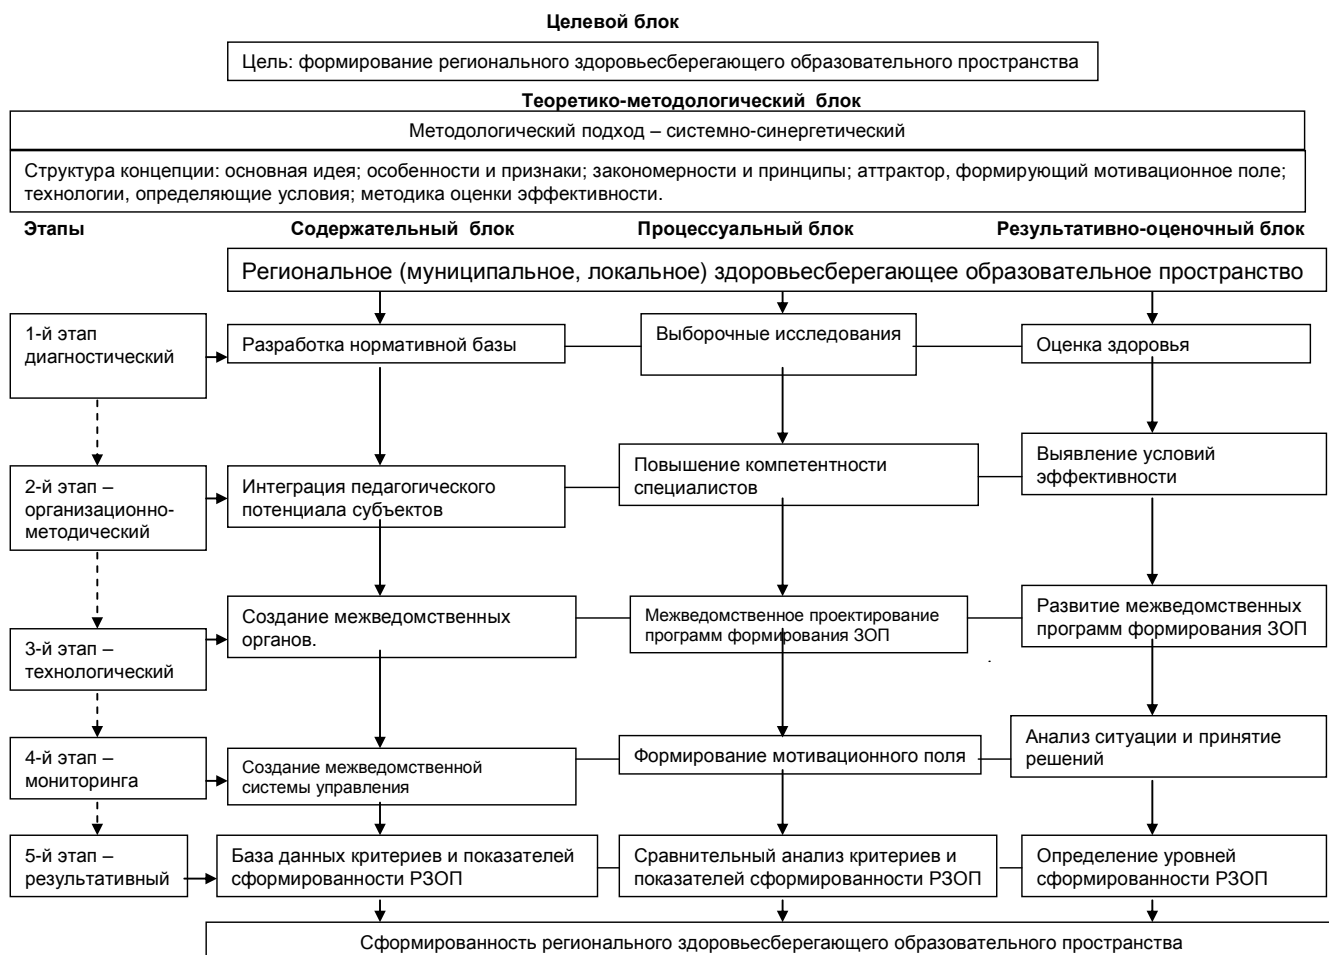 Целевой блок
Цель: формирование регионального здоровьесберегающего образовательного пространства
Теоретико-методологический блок
Методологический подход – системно-синергетический
Структура концепции: основная идея; особенности и признаки; закономерности и принципы; аттрактор, формирующий мотивационное поле;
технологии, определяющие условия; методика оценки эффективности.
Этапы
Содержательный блок
Процессуальный блок
Результативно-оценочный блок
Региональное (муниципальное, локальное) здоровьесберегающее образовательное пространство
1-й этап
диагностический
Разработка нормативной базы
Выборочные исследования
Оценка здоровья
2-й этап –
организационно-
методический
Интеграция педагогического
потенциала субъектов
Повышение компетентности
специалистов
Выявление условий
эффективности
3-й этап –
технологический
Создание межведомственных
органов.
Межведомственное проектирование
программ формирования ЗОП
Развитие межведомственных
программ формирования ЗОП
4-й этап –
мониторинга
Создание межведомственной
системы управления
Формирование мотивационного поля
Анализ ситуации и принятие
решений
5-й этап –
результативный
База данных критериев и показателей
сформированности РЗОП
Сравнительный анализ критериев и
показателей сформированности РЗОП
Определение уровней
сформированности РЗОП
Сформированность регионального здоровьесберегающего образовательного пространства